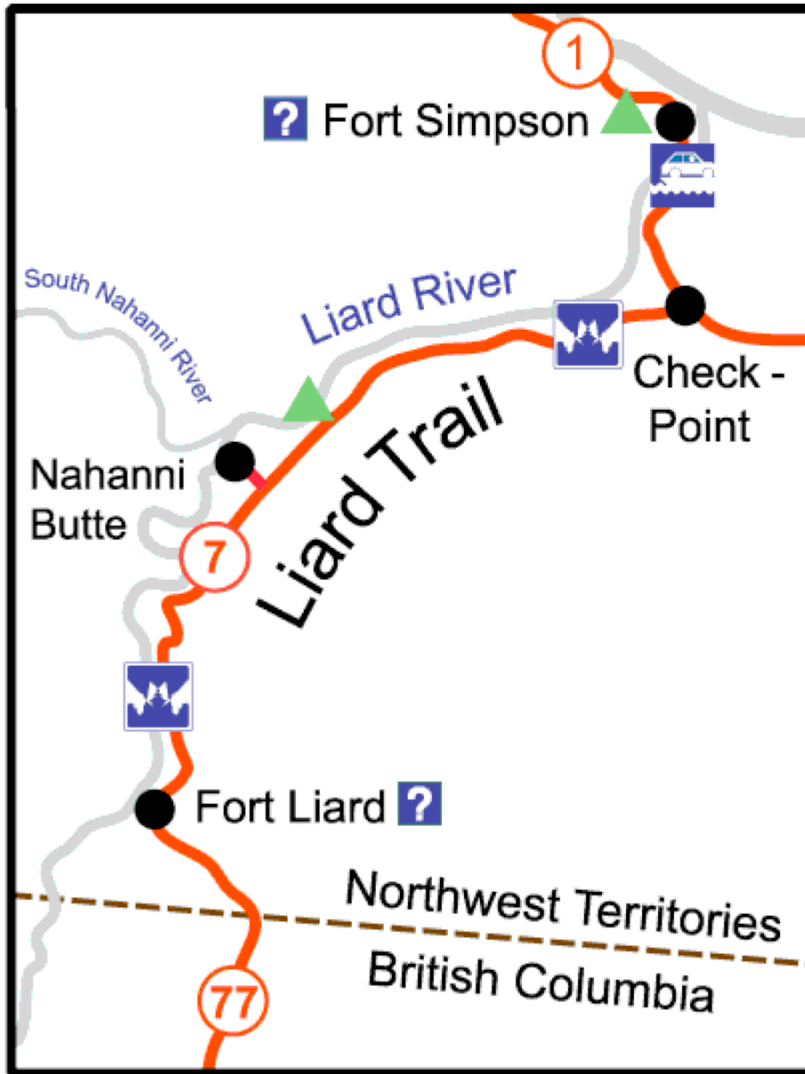 1
? Fort Simpson
South Nahanni River
Liard River
Check -
Point
Liard Trail
Nahanni
Butte
7
Fort Liard ?
Northwest Territories
British Columbia
77